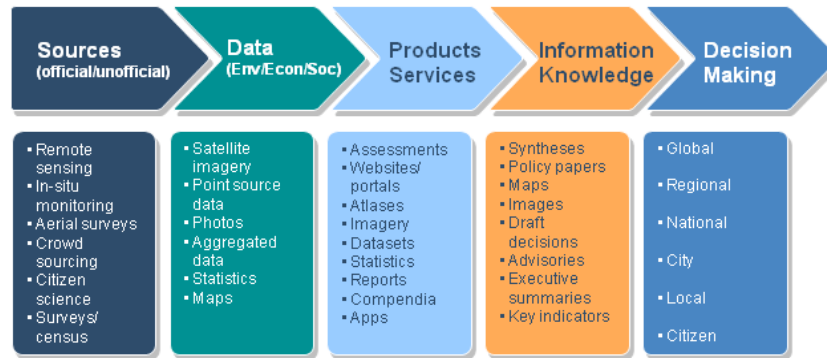 Sources
(official/unofficial)
Data
(Env/Econ/Soc)
Products
Services
Information
Knowledge
Decision
Making
▪ Remote
sensing
▪ In-situ
monitoring
▪ Aerial surveys
▪ Crowd
sourcing
▪ Citizen
science
▪ Surveys/
census
▪ Satellite
imagery
▪ Point source
data
▪ Photos
▪ Aggregated
data
▪ Statistics
▪ Maps
▪ Assessments
▪ Websites/
portals
▪ Atlases
▪ Imagery
▪ Datasets
▪ Statistics
▪ Reports
▪ Compendia
▪ Apps
▪ Syntheses
▪ Policy papers
▪ Maps
▪ Images
▪ Draft
decisions
▪ Advisories
▪ Executive
summaries
▪ Key indicators
▪ Global
▪ Regional
▪ National
▪ City
▪ Local
▪ Citizen